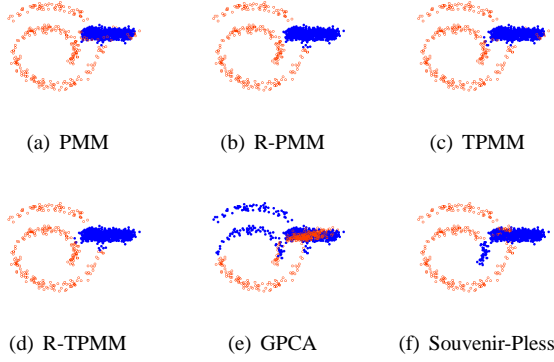 (a) PMM
(b) R-PMM
(c) TPMM
(d) R-TPMM
(e) GPCA
(f) Souvenir-Pless